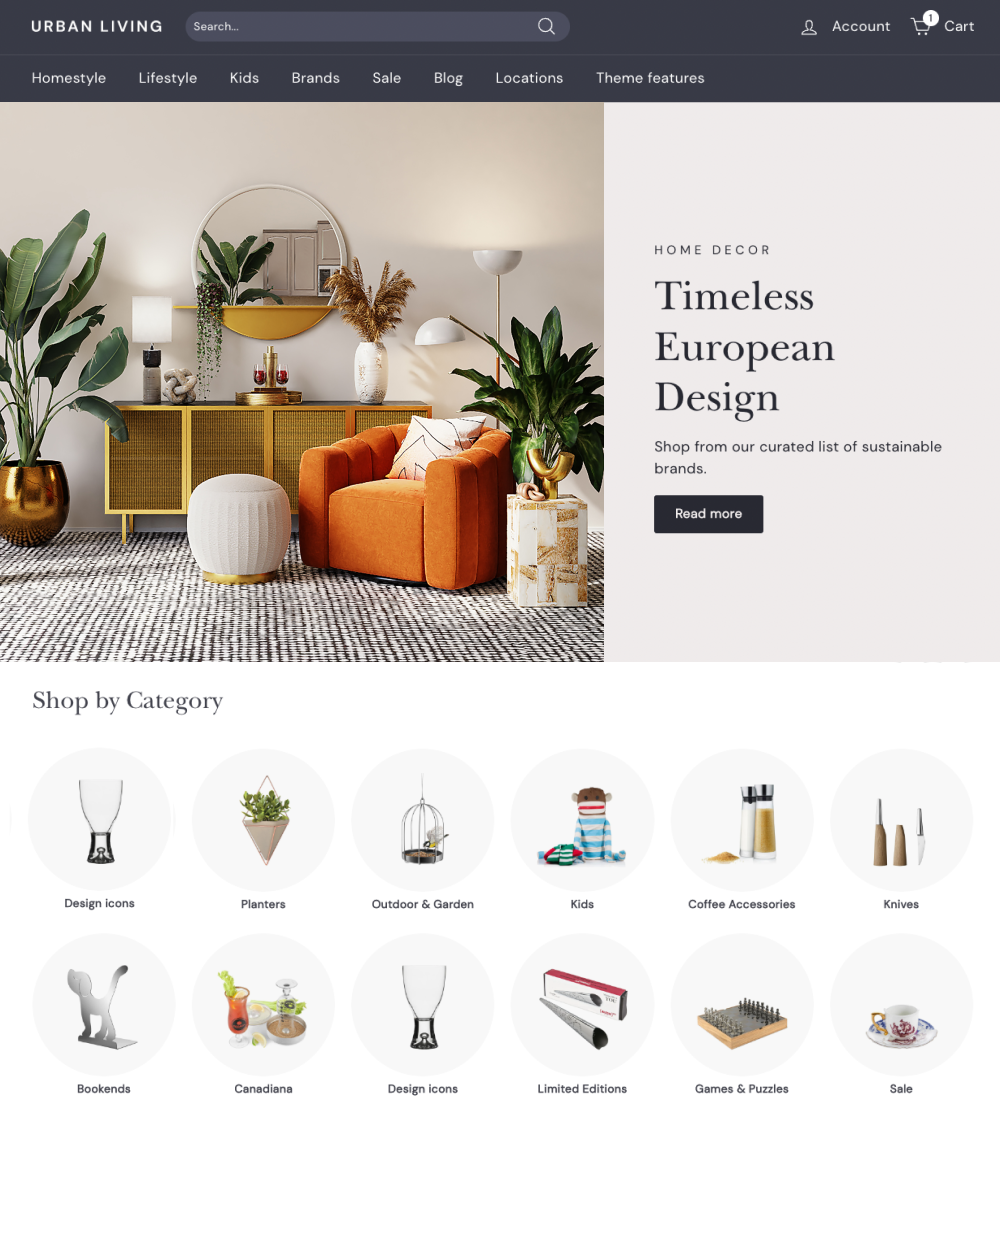 URBAN LIVING
Search...
Account
1
Cart
Homestyle
Lifestyle
Kids
Brands
Sale
Blog
Locations
Theme features
HOME DECOR
Timeless
European
Design
Shop from our curated list of sustainable
brands.
Read more
Shop by Category
Design icons
Planters
Outdoor & Garden
Kids
Coffee Accessories
Knives
Bookends
Canadiana
Design icons
Limited Editions
Games & Puzzles
Sale